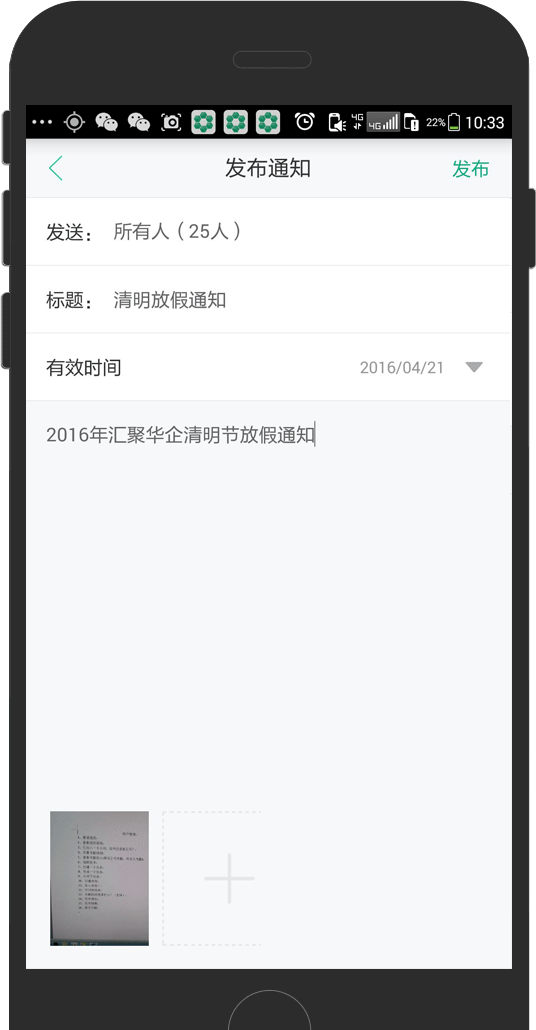 4G
4G
22%
10:33
发布通知
发布
发送： 所有人（25人）
标题： 清明放假通知
有效时间
2016/04/21
2016年汇聚华企清明节放假通知